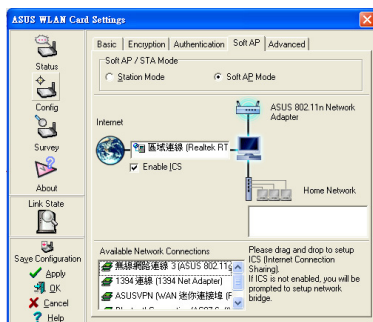 ASUS WLAN Card Settings
Status
Config
Survey
About
Link State
Save Configuration
Apply
OK
Cancel
Help
Basic
Encryption
Authentication
Soft AP
Advanced
Soft AP / STA Mode
Station Mode
Soft AP Mode
Internet
ASUS 802.11n Network
Adapter
區域連線 (Realtek RT
Enable ICS
Home Network
Available Network Connections
無線網路連線 3 (ASUS 802.11g
1394 連線 (1394 Net Adapter)
ASUSVPN (WAN 迷你連接埠 (F
Please drag and drop to setup
ICS (Internet Connection
Sharing).
If ICS is not enabled, you will be
prompted to setup network
bridge.